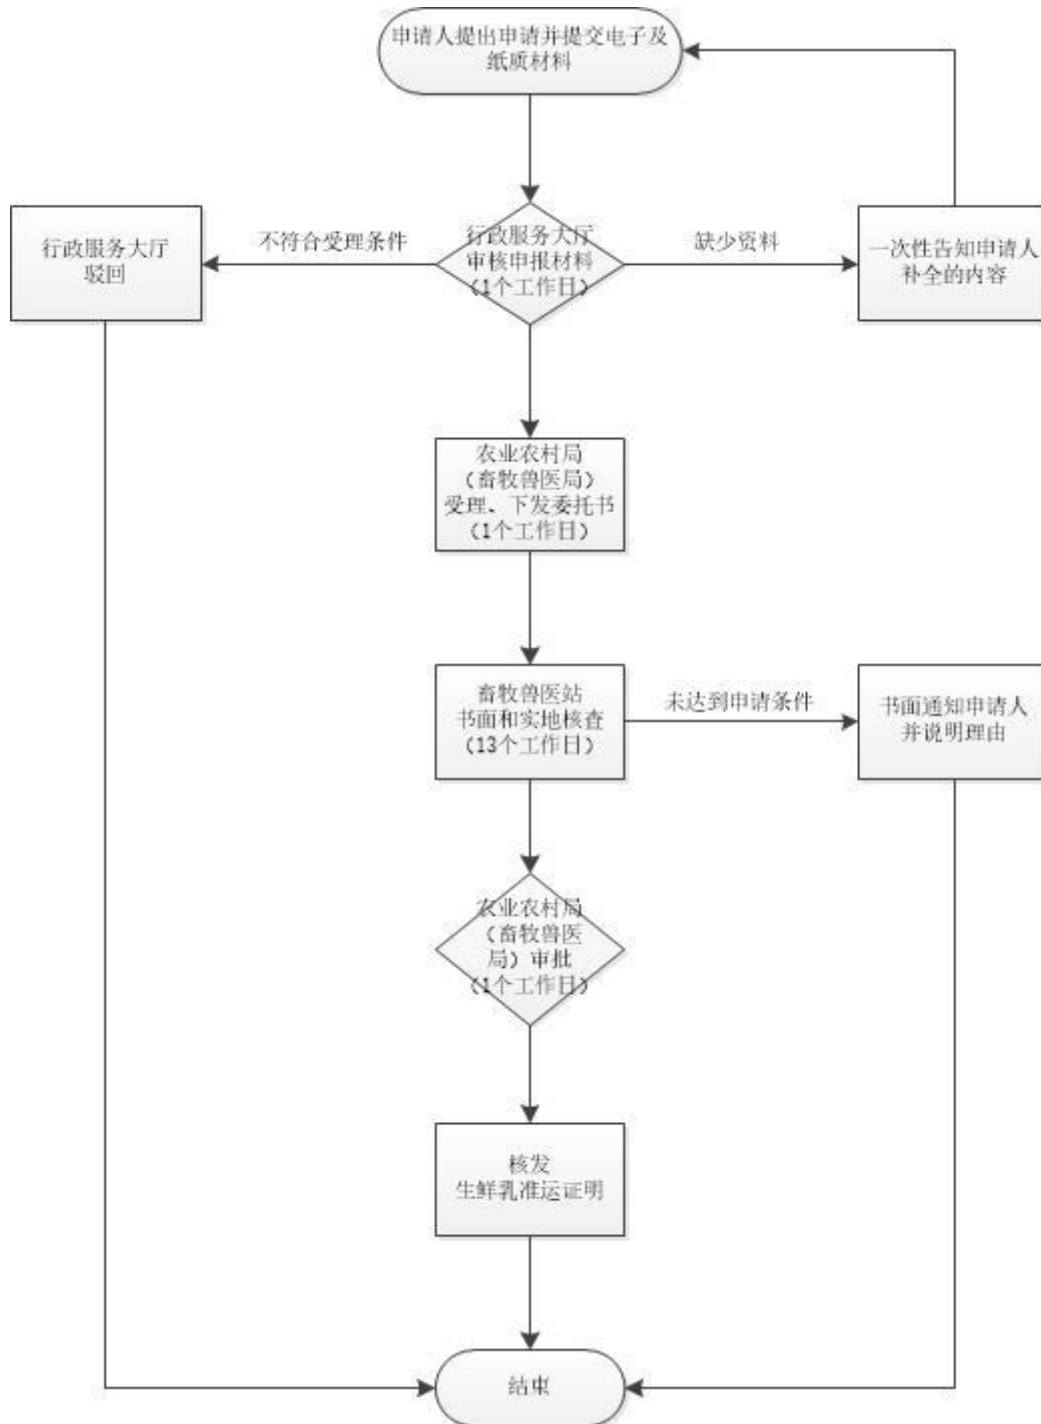 申请人提出申请并提交电子及
纸质材料
行政服务大厅
驳回
不符合受理条件
行政服务大厅
审核申报材料
（1个工作日）
缺少资料
一次性告知申请人
补全的内容
农业农村局
（畜牧兽医局）
受理、下发委托书
（1个工作日）
畜牧兽医站
书面和实地核查
（13个工作日）
未达到申请条件
书面通知申请人
并说明理由
农业农村局
（畜牧兽医
局）审批
（1个工作日）
核发
生鲜乳准运证明
结束